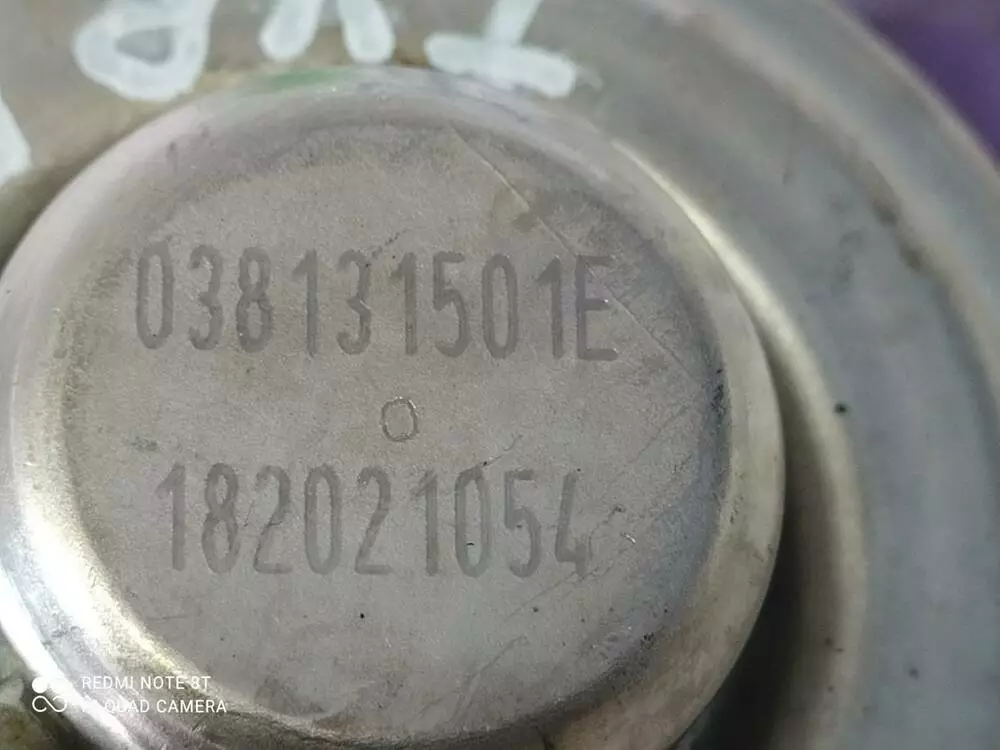 038131501E
O
182021054
REDMI NOTE 8T
AI QUAD CAMERA